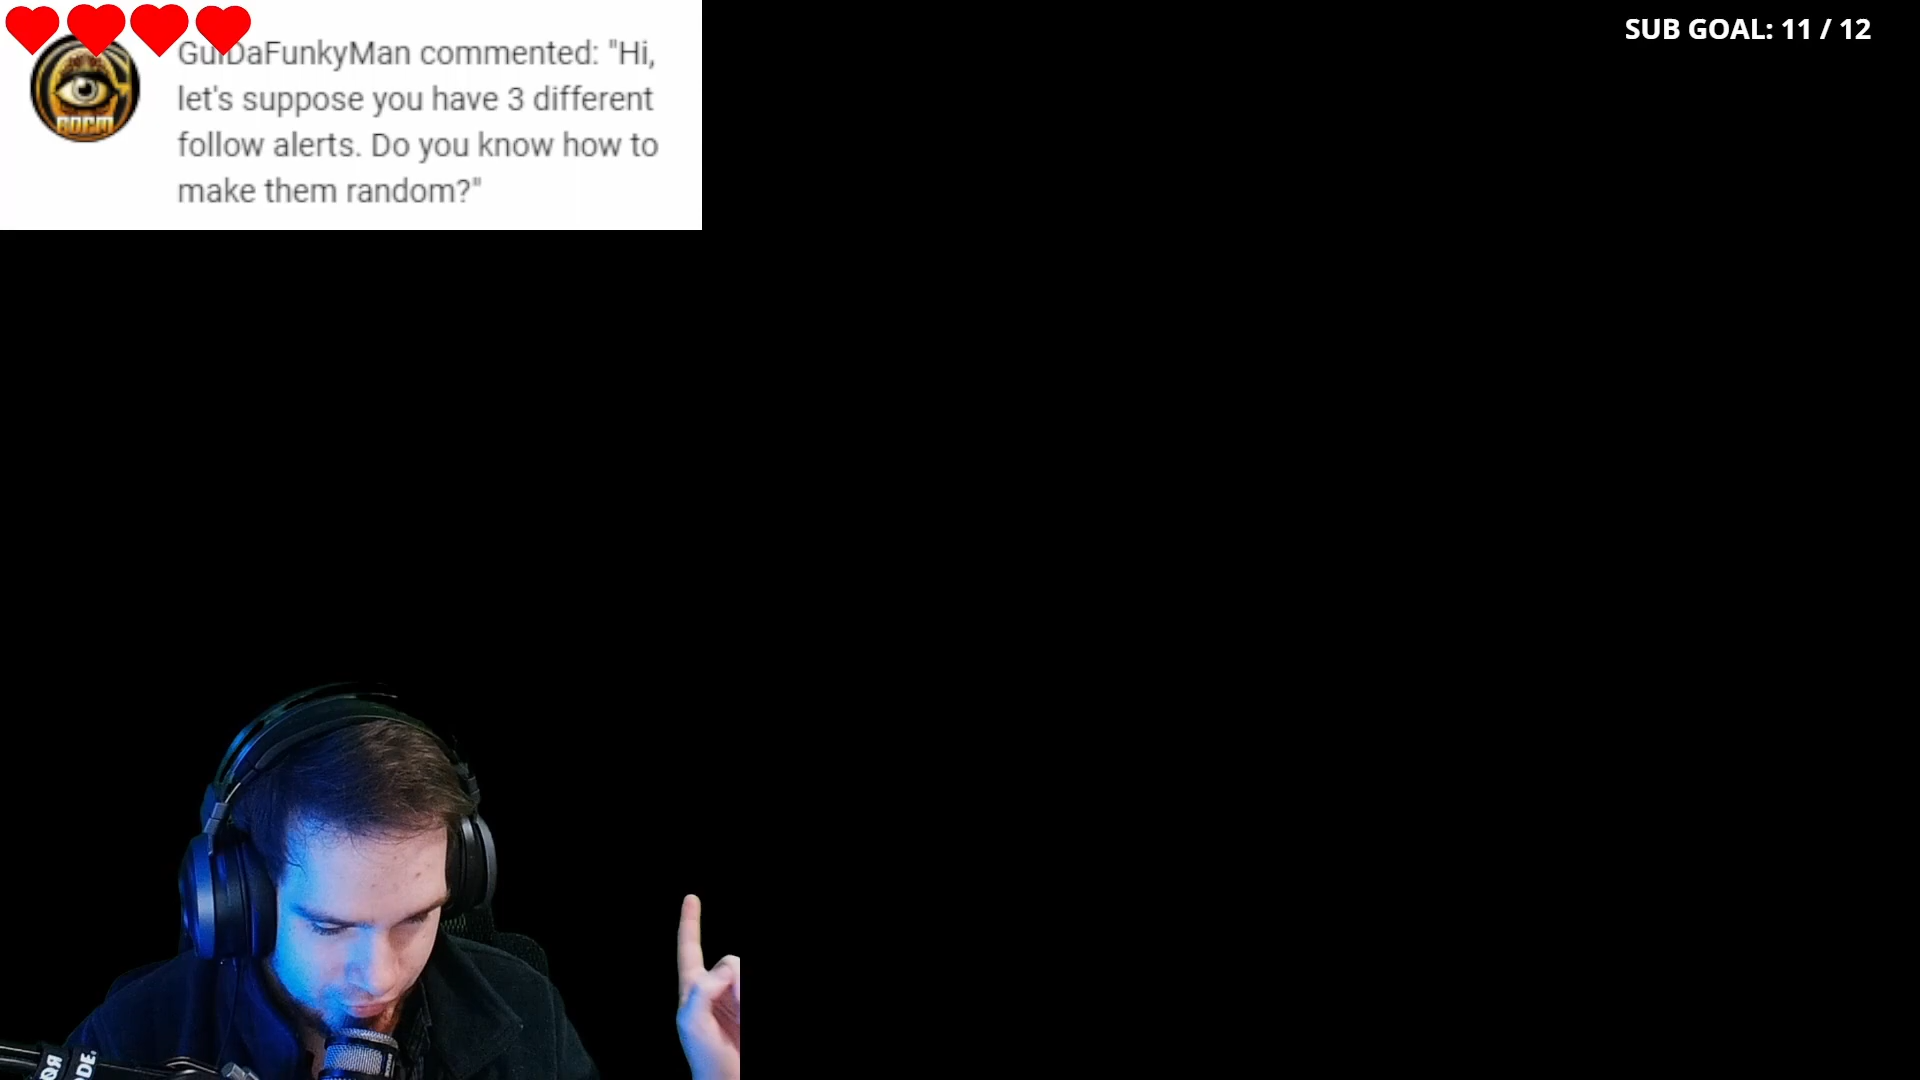 SUB GOAL: 11 / 12
GuiDaFunkyMan commented: "Hi,
let's suppose you have 3 different
follow alerts. Do you know how to
make them random?"
DE.